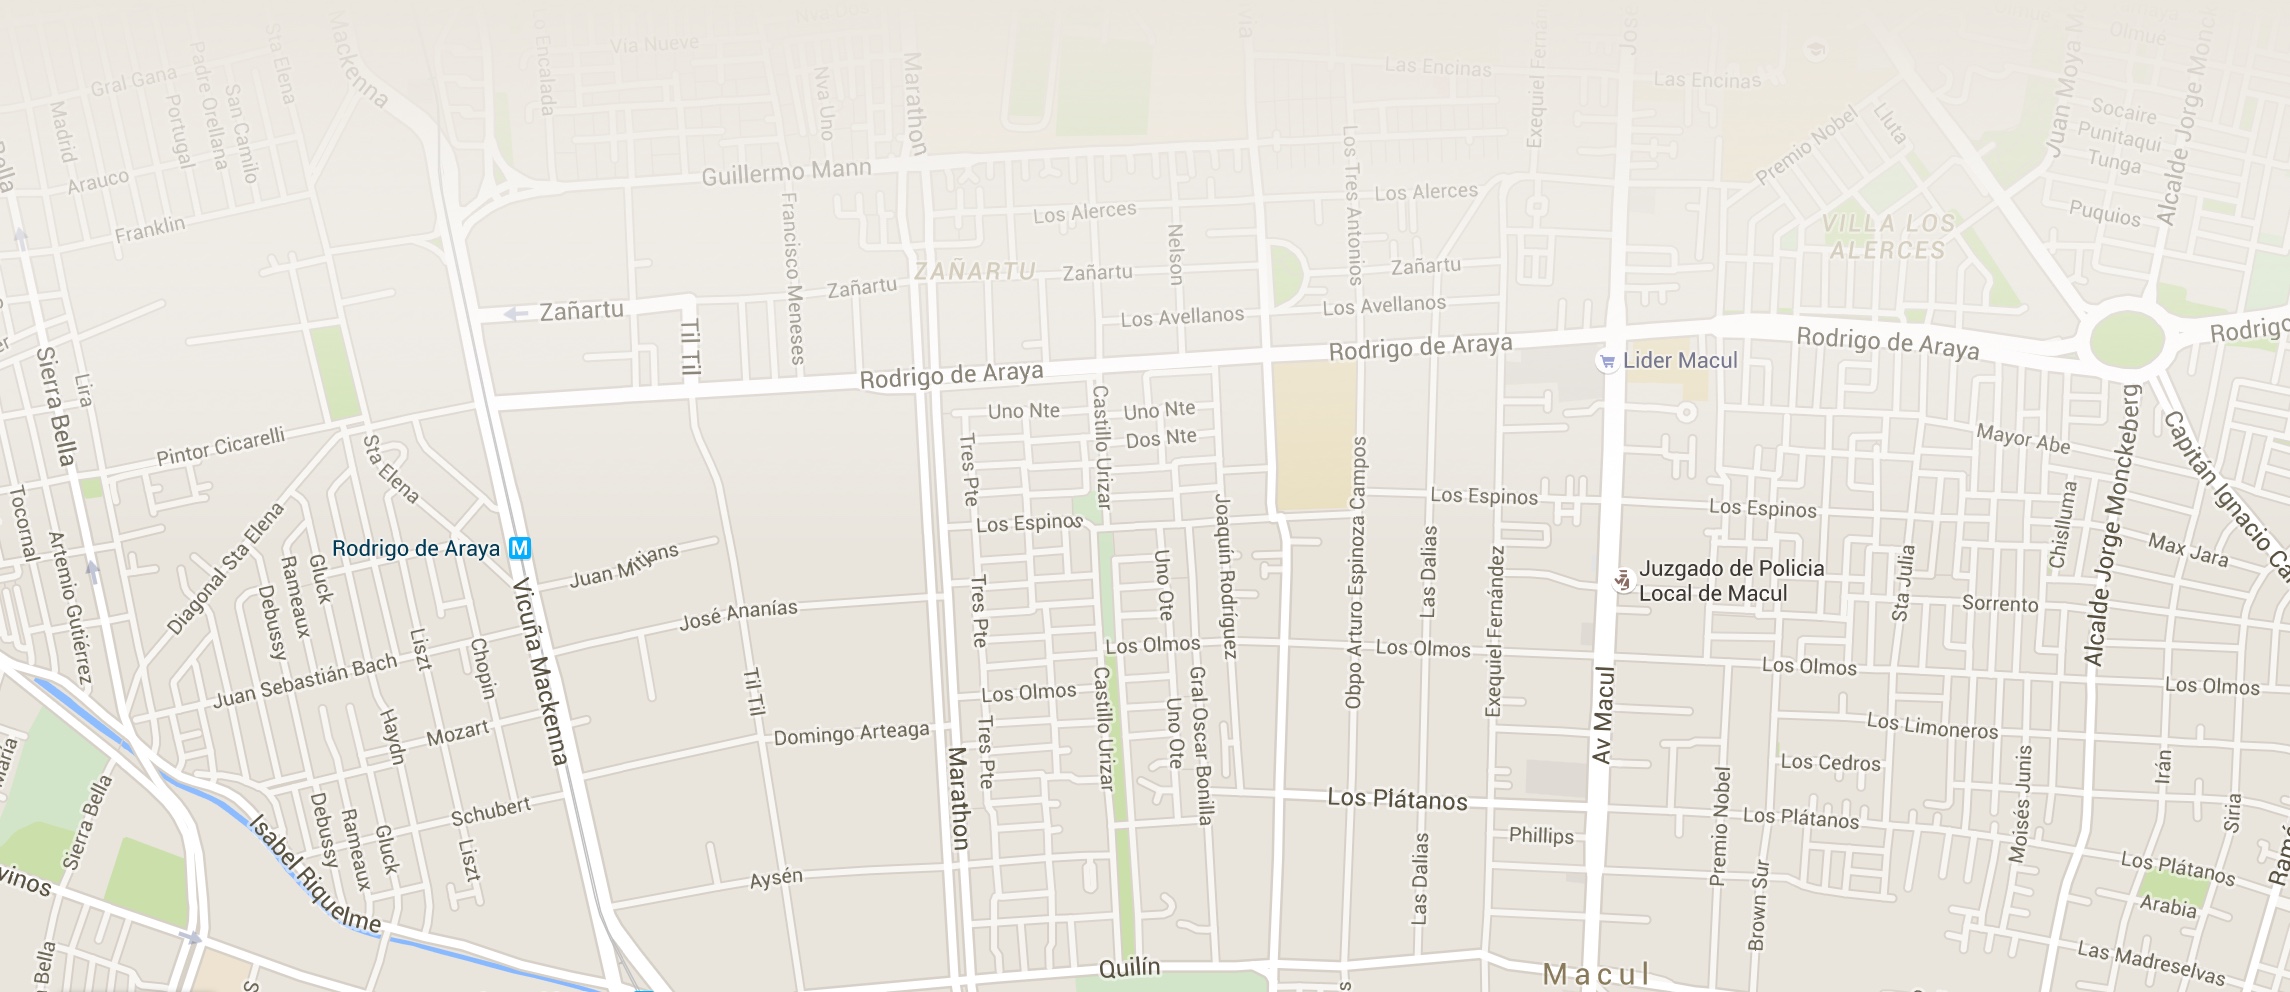 Nva Uno
Via Nueve
Gral Gana
Padre Orellana
Sta Elena
Mackenna
Encalada
Nva Uno
Marathon
Las Encinas
Exequiel Fernan
Las Encinas
Juan Moya M
Olmue
Alcalde Jorge Monck
Madrid
Portugal
San Camilo
Socaire
Punitaqui
Tunga
Lluta
Premio Nobel
Bella
Arauco
Guillermo Mann
Los Alerces
Los Tres Antonios
Los Alerces
Puquios
Franklin
Francisco Meneses
Nelson
VILLA LOS
ALERCES
ZAÑARTU
Zañartu
Zañartu
Zañartu
Zañartu
Los Avellanos
Los Avellanos
Til Til
Rodrigo de Araya
Rodrigo de Araya
Rodrigo de Araya
Rodrigo
Lider Macul
Sierra Bella
Lira
Pintor Cicarelli
Sta Elena
Uno Nte
Castillo Urizar
Uno Nte
Dos Nte
Tres Pte
Mayor Abe
Alcalde Jorge Monckeberg
Capitán Ignacio Ca
Tocornal
Artemio Gutiérrez
Diagonal Sta Elena
Rodrigo de Araya
M
Los Espinos
Joaquín Rodríguez
Obpo Arturo Espinoza Campos
Los Espinos
Los Espinos
Chislluma
Max Jara
Rameaux
Gluck
Debussy
Juan Mitjans
José Ananías
Tres Pte
Uno Ote
Las Dalias
Exequiel Fernández
Juzgado de Policia
Local de Macul
Sta Julia
Sorrento
Liszt
Chopin
Vicuña Mackenna
Juan Sebastián Bach
Los Olmos
Los Olmos
Los Olmos
Los Olmos
Los Olmos
Til Til
Castillo Urizar
Gral Oscar Bonilla
Uno Ote
Av Macul
Haydn
Mozart
Domingo Arteaga
Tres Pte
Marathon
Los Limoneros
Los Cedros
Moisés Junis
Irán
Siria
Sierra Bella
Debussy
Rameaux
Gluck
Schubert
Liszt
Isabel Riquelme
Los Plátanos
Los Plátanos
Los Plátanos
Phillips
Las Dalias
Premio Nobel
Brown Sur
Aysén
Arabia
Las Madreselvas
vinos
Bella
Quilín
Macul